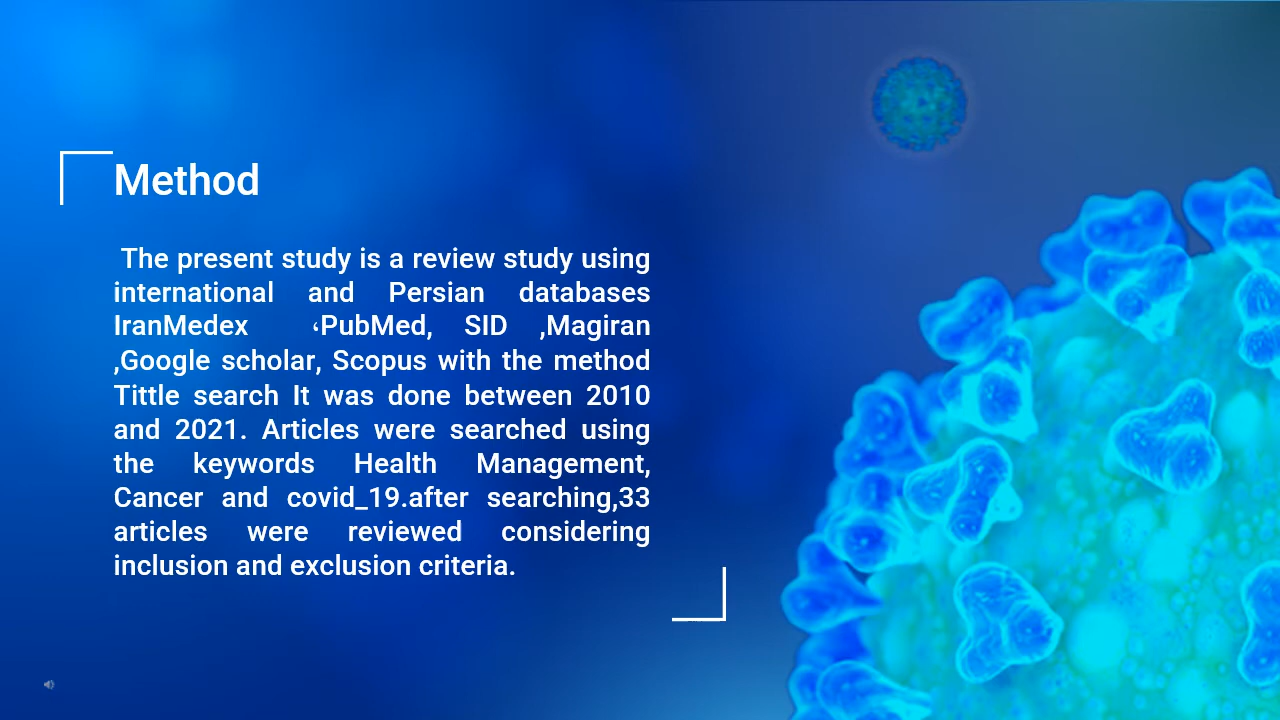 Method
The present study is a review study using
international and Persian databases
IranMedex ،PubMed, SID ,Magiran
,Google scholar, Scopus with the method
Tittle search It was done between 2010
and 2021. Articles were searched using
the keywords Health Management,
Cancer and covid_19.after searching,33
articles were reviewed considering
inclusion and exclusion criteria.